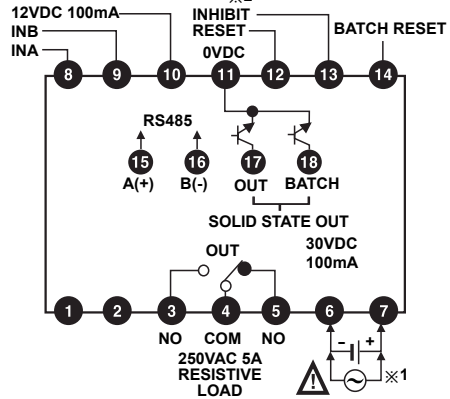 12VDC 100mA
INB
INA
INHIBIT
RESET
0VDC
BATCH RESET
8 9 10 11 12 13 14
RS485
15 16 17 18
A(+) B(-) OUT BATCH
SOLID STATE OUT
30VDC
100mA
OUT
1 2 3 4 5 6 7
NO COM NO
250VAC 5A
RESISTIVE
LOAD
- +
! ※1